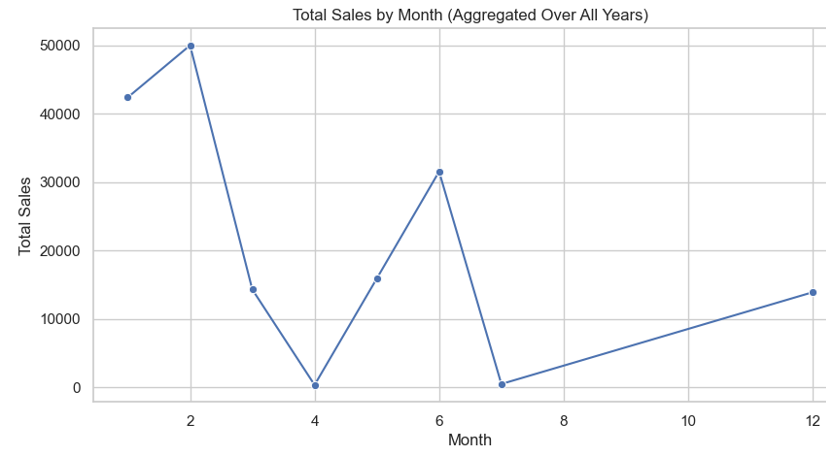 Total Sales by Month (Aggregated Over All Years)
Total Sales
50000
40000
30000
20000
10000
0
2 4 6 8 10 12
Month